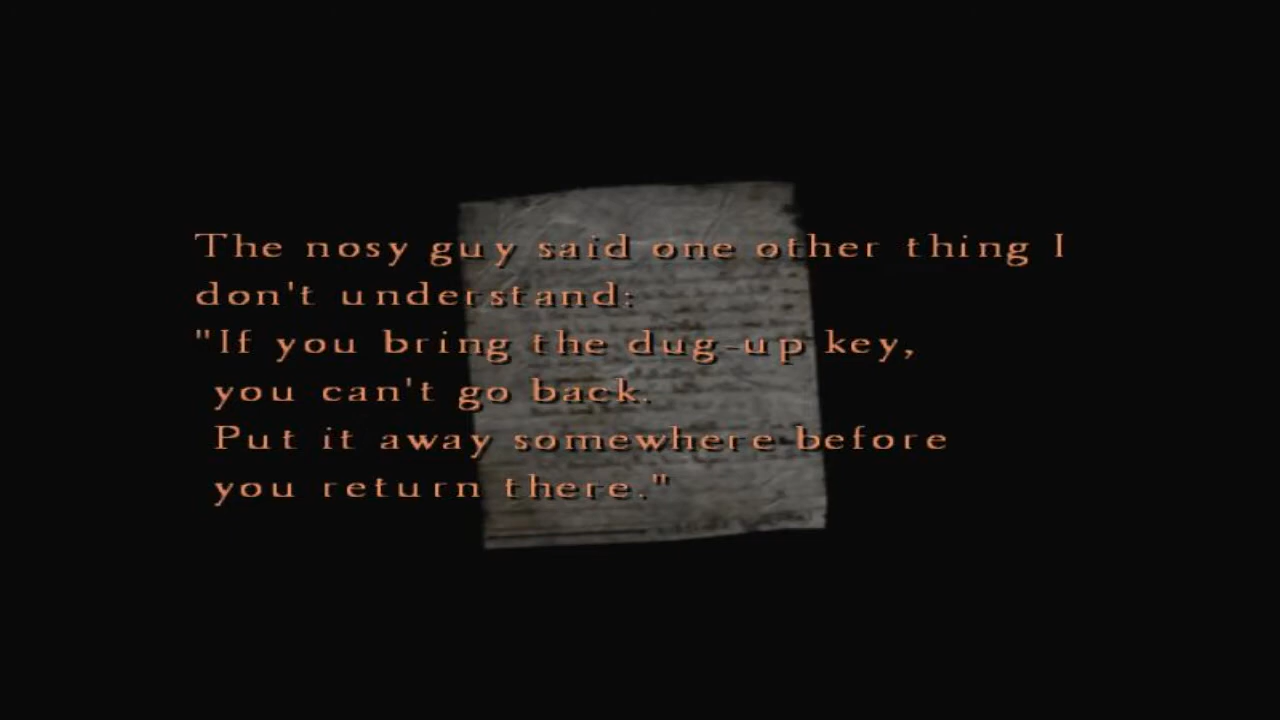 The nosy guy said one other thing I
don't understand:
"If you bring the dug-up key,
you can't go back.
Put it away somewhere before
you return there."